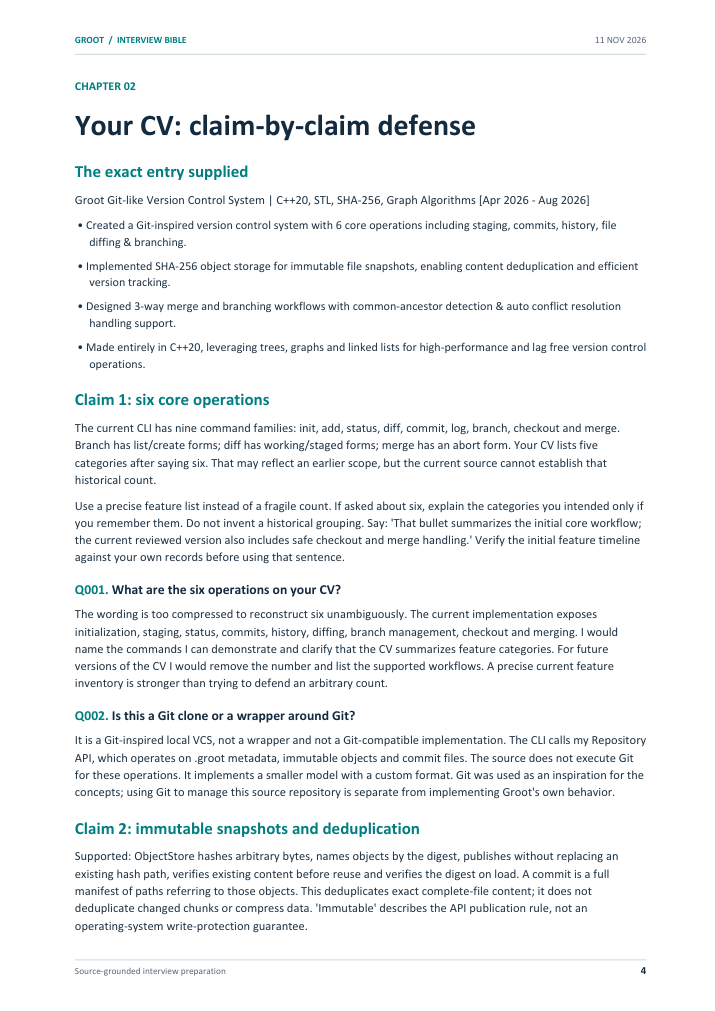 GROOT / INTERVIEW BIBLE
11 NOV 2026
CHAPTER 02
Your CV: claim-by-claim defense
The exact entry supplied
Groot Git-like Version Control System | C++20, STL, SHA-256, Graph Algorithms [Apr 2026 - Aug 2026]
• Created a Git-inspired version control system with 6 core operations including staging, commits, history, file
diffing & branching.
• Implemented SHA-256 object storage for immutable file snapshots, enabling content deduplication and efficient
version tracking.
• Designed 3-way merge and branching workflows with common-ancestor detection & auto conflict resolution
handling support.
• Made entirely in C++20, leveraging trees, graphs and linked lists for high-performance and lag free version control
operations.
Claim 1: six core operations
The current CLI has nine command families: init, add, status, diff, commit, log, branch, checkout and merge.
Branch has list/create forms; diff has working/staged forms; merge has an abort form. Your CV lists five
categories after saying six. That may reflect an earlier scope, but the current source cannot establish that
historical count.
Use a precise feature list instead of a fragile count. If asked about six, explain the categories you intended only if
you remember them. Do not invent a historical grouping. Say: 'That bullet summarizes the initial core workflow;
the current reviewed version also includes safe checkout and merge handling.' Verify the initial feature timeline
against your own records before using that sentence.
Q001. What are the six operations on your CV?
The wording is too compressed to reconstruct six unambiguously. The current implementation exposes
initialization, staging, status, commits, history, diffing, branch management, checkout and merging. I would
name the commands I can demonstrate and clarify that the CV summarizes feature categories. For future
versions of the CV I would remove the number and list the supported workflows. A precise current feature
inventory is stronger than trying to defend an arbitrary count.
Q002. Is this a Git clone or a wrapper around Git?
It is a Git-inspired local VCS, not a wrapper and not a Git-compatible implementation. The CLI calls my Repository
API, which operates on .groot metadata, immutable objects and commit files. The source does not execute Git
for these operations. It implements a smaller model with a custom format. Git was used as an inspiration for the
concepts; using Git to manage this source repository is separate from implementing Groot's own behavior.
Claim 2: immutable snapshots and deduplication
Supported: ObjectStore hashes arbitrary bytes, names objects by the digest, publishes without replacing an
existing hash path, verifies existing content before reuse and verifies the digest on load. A commit is a full
manifest of paths referring to those objects. This deduplicates exact complete-file content; it does not
deduplicate changed chunks or compress data. 'Immutable' describes the API publication rule, not an
operating-system write-protection guarantee.
Source-grounded interview preparation
4